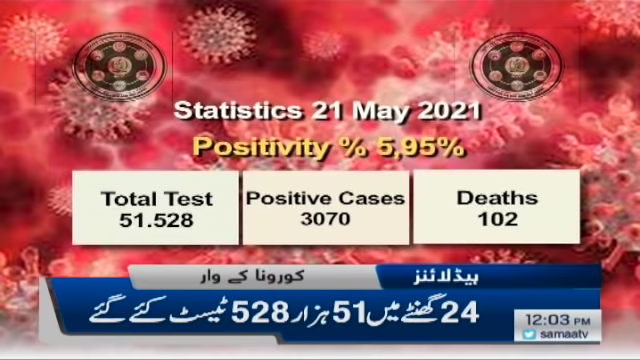 Statistics 21 May 2021
Positivity % 5,95%
Total Test
51.528
Positive Cases
3070
Deaths
102
ہیڈلائنز
کورونا کے وار
24 گھنٹے میں 51 ہزار 528 ٹیسٹ کئے گئے
12:03 PM
samaatv